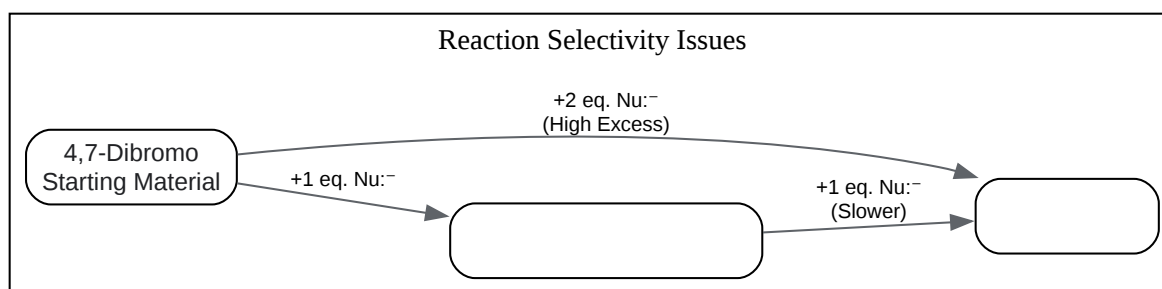 Reaction Selectivity Issues
+2 eq. Nu:⁻
(High Excess)
4,7-Dibromo
Starting Material
+1 eq. Nu:⁻
+1 eq. Nu:⁻
(Slower)